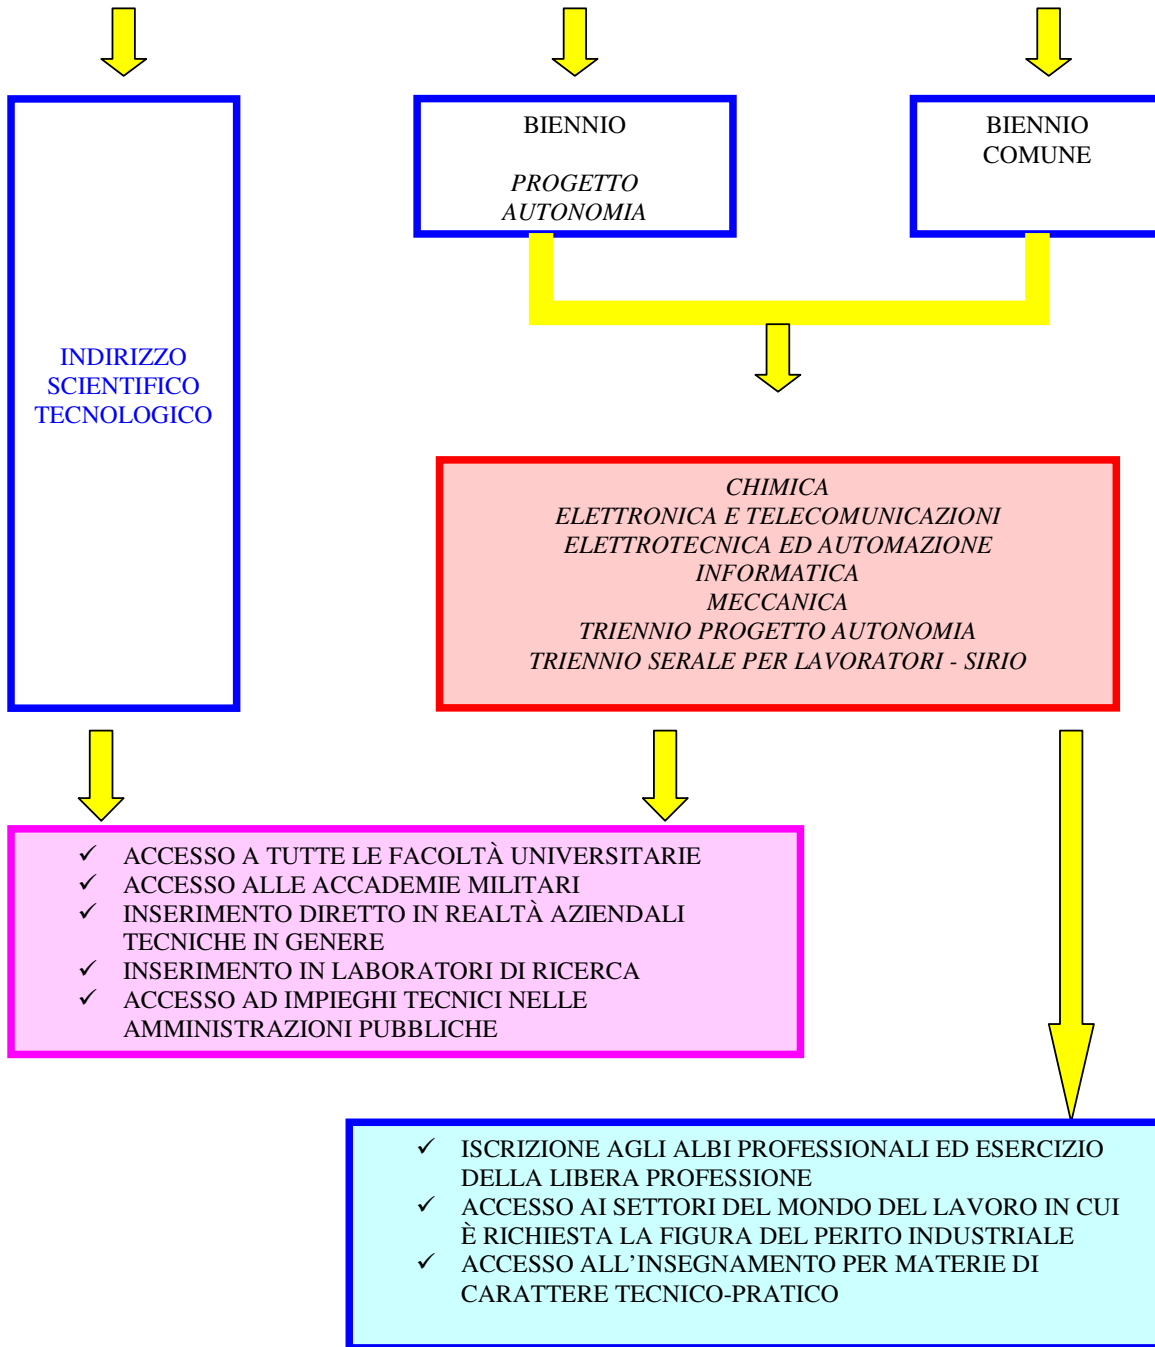 BIENNIO
PROGETTO
AUTONOMIA
BIENNIO
COMUNE
INDIRIZZO
SCIENTIFICO
TECNOLOGICO
CHIMICA
ELETTRONICA E TELECOMUNICAZIONI
ELETTROTECNICA ED AUTOMAZIONE
INFORMATICA
MECCANICA
TRIENNIO PROGETTO AUTONOMIA
TRIENNIO SERALE PER LAVORATORI - SIRIO
✓ ACCESSO A TUTTE LE FACOLTÀ UNIVERSITARIE
✓ ACCESSO ALLE ACCADEMIE MILITARI
✓ INSERIMENTO DIRETTO IN REALTÀ AZIENDALI
TECNICHE IN GENERE
✓ INSERIMENTO IN LABORATORI DI RICERCA
✓ ACCESSO AD IMPIEGHI TECNICI NELLE
AMMINISTRAZIONI PUBBLICHE
✓ ISCRIZIONE AGLI ALBI PROFESSIONALI ED ESERCIZIO
DELLA LIBERA PROFESSIONE
✓ ACCESSO AI SETTORI DEL MONDO DEL LAVORO IN CUI
È RICHIESTA LA FIGURA DEL PERITO INDUSTRIALE
✓ ACCESSO ALL’INSEGNAMENTO PER MATERIE DI
CARATTERE TECNICO-PRATICO